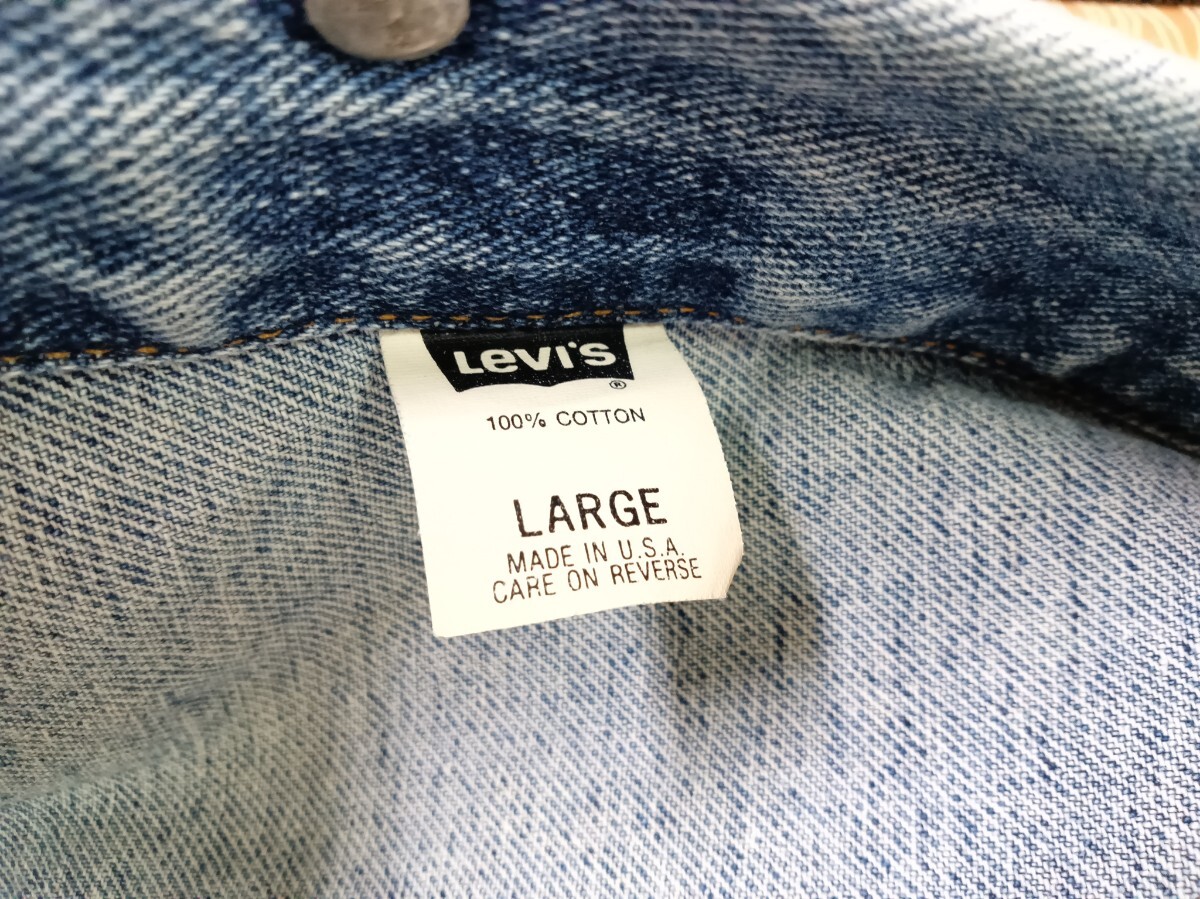 Levi's
®
100% COTTON
LARGE
MADE IN U.S.A.
CARE ON REVERSE